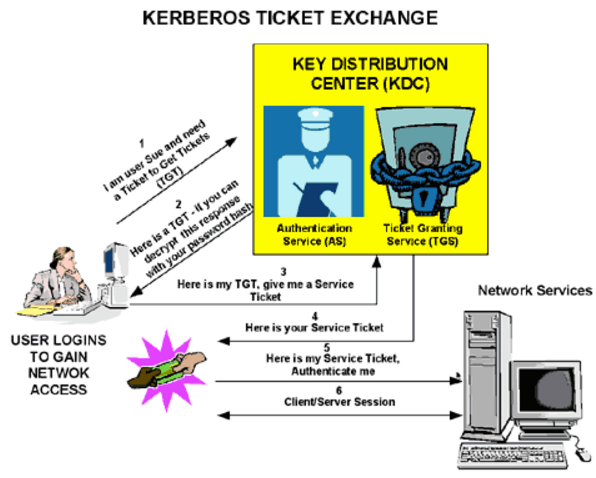 KERBEROS TICKET EXCHANGE
KEY DISTRIBUTION
CENTER (KDC)
1
I am user Sue and need
a Ticket to Get Tickets
(TGT)
2
Here is a TGT - if you can
decrypt this response
with your password hash
Authentication
Service (AS)
Ticket Granting
Service (TGS)
3
Here is my TGT, give me a Service
Ticket
4
Here is your Service Ticket
5
Here is my Service Ticket,
Authenticate me
6
Client/Server Session
USER LOGINS
TO GAIN
NETWOK
ACCESS
Network Services